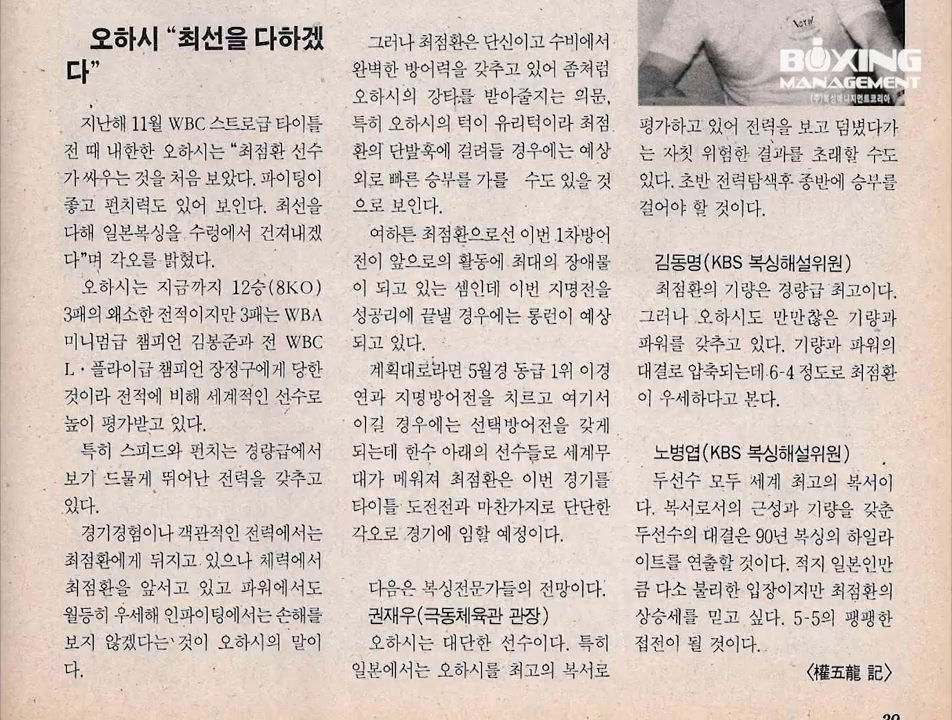 오하시 “최선을 다하겠
다”
지난해 11월 WBC 스트로급 타이틀
전 때 내한한 오하시는 “최점환 선수
가 싸우는 것을 처음 보았다. 파이팅이
좋고 펀치력도 있어 보인다. 최선을
다해 일본복싱을 수렁에서 건져내겠
다”며 각오를 밝혔다.
오하시는 지금까지 12승(8KO)
3패의 왜소한 전적이지만 3패는 WBA
미니멈급 챔피언 김봉준과 전 WBC
L·플라이급 챔피언 장정구에게 당한
것이라 전적에 비해 세계적인 선수로
높이 평가받고 있다.
특히 스피드와 펀치는 경량급에서
보기 드물게 뛰어난 전력을 갖추고
있다.
경기경험이나 객관적인 전력에서는
최점환에게 뒤지고 있으나 체력에서
최점환을 앞서고 있고 파워에서도
월등히 우세해 인파이팅에서는 손해를
보지 않겠다는 것이 오하시의 말이
다.
그러나 최점환은 단신이고 수비에서
완벽한 방어력을 갖추고 있어 좀처럼
오하시의 강타를 받아줄지는 의문,
특히 오하시의 턱이 유리턱이라 최점
환의 단발훅에 걸려들 경우에는 예상
외로 빠른 승부를 가를 수도 있을 것
으로 보인다.
여하튼 최점환으로선 이번 1차방어
전이 앞으로의 활동에 최대의 장애물
이 되고 있는 셈인데 이번 지명전을
성공리에 끝낼 경우에는 롱런이 예상
되고 있다.
계획대로라면 5월경 동급 1위 이경
연과 지명방어전을 치르고 여기서
이길 경우에는 선택방어전을 갖게
되는데 한수 아래의 선수들로 세계무
대가 메워져 최점환은 이번 경기를
타이틀 도전전과 마찬가지로 단단한
각오로 경기에 임할 예정이다.
다음은 복싱전문가들의 전망이다.
권재우(극동체육관 관장)
오하시는 대단한 선수이다. 특히
일본에서는 오하시를 최고의 복서로
BOXING
MANAGEMENT
(주)복싱매니지먼트코리아
평가하고 있어 전력을 보고 덤볐다가
는 자칫 위험한 결과를 초래할 수도
있다. 초반 전력탐색후 종반에 승부를
걸어야 할 것이다.
김동명(KBS 복싱해설위원)
최점환의 기량은 경량급 최고이다.
그러나 오하시도 만만찮은 기량과
파워를 갖추고 있다. 기량과 파워의
대결로 압축되는데 6-4 정도로 최점환
이 우세하다고 본다.
노병엽(KBS 복싱해설위원)
두선수 모두 세계 최고의 복서이
다. 복서로서의 근성과 기량을 갖춘
두선수의 대결은 90년 복싱의 하일라
이트를 연출할 것이다. 적지 일본인만
큼 다소 불리한 입장이지만 최점환의
상승세를 믿고 싶다. 5-5의 팽팽한
접전이 될 것이다.
〈權五龍 記〉